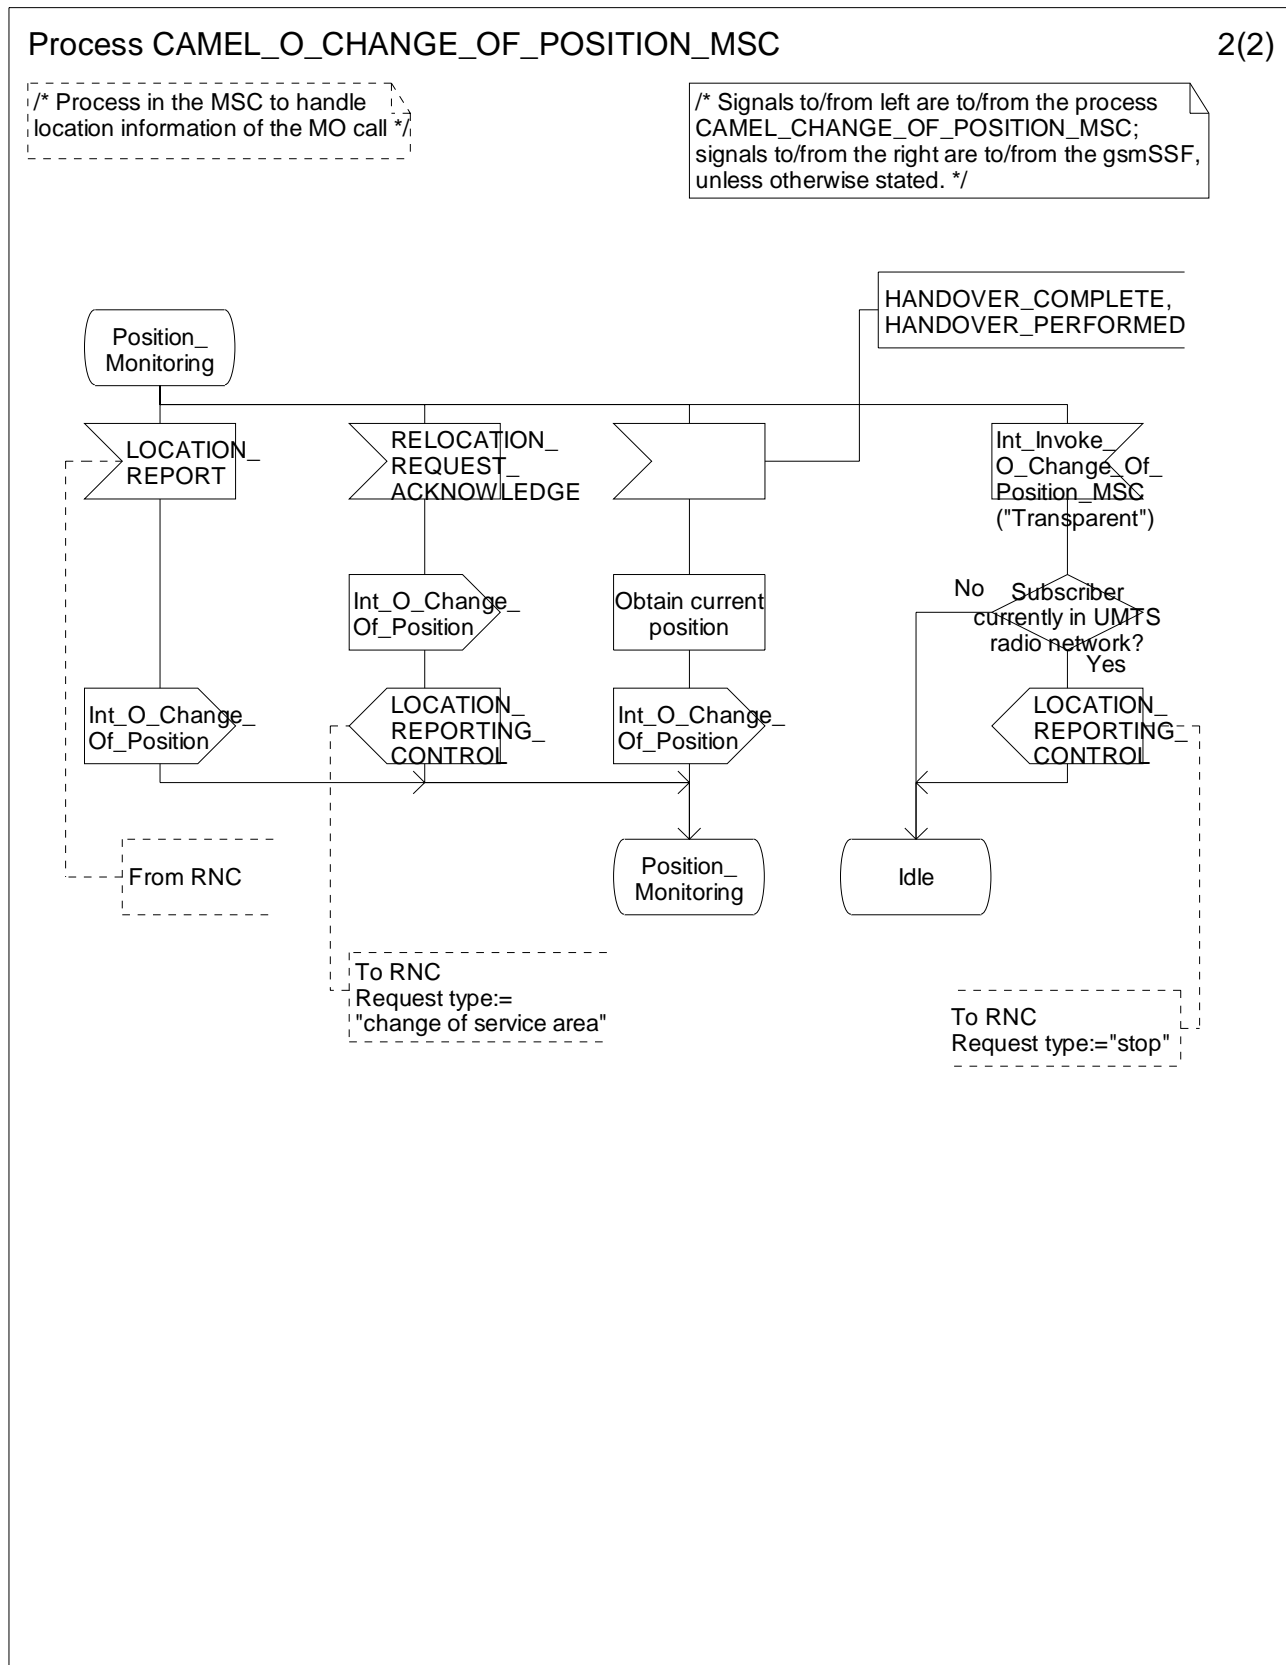 Process CAMEL_O_CHANGE_OF_POSITION_MSC
2(2)
/* Process in the MSC to handle
location information of the MO call */
/* Signals to/from left are to/from the process
CAMEL_CHANGE_OF_POSITION_MSC;
signals to/from the right are to/from the gsmSSF,
unless otherwise stated. */
HANDOVER_COMPLETE,
HANDOVER_PERFORMED
Position_
Monitoring
LOCATION_
REPORT
RELOCATION_
REQUEST_
ACKNOWLEDGE
Int_Invoke_
O_Change_Of_
Position_MSC
("Transparent")
Int_O_Change_
Of_Position
Obtain current
position
No
Subscriber
currently in UMTS
radio network?
Yes
Int_O_Change_
Of_Position
LOCATION_
REPORTING_
CONTROL
Int_O_Change_
Of_Position
LOCATION_
REPORTING_
CONTROL
From RNC
Position_
Monitoring
Idle
To RNC
Request type:=
"change of service area"
To RNC
Request type:="stop"